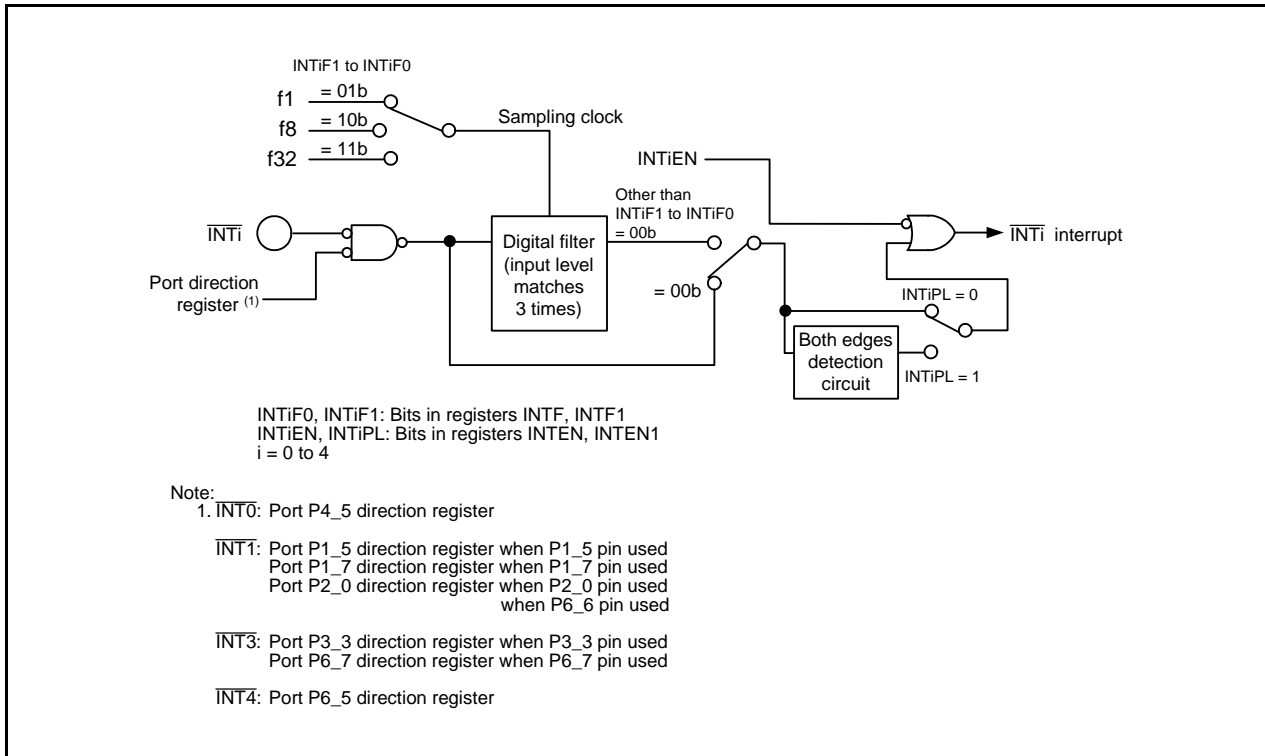 INTiF1 to INTiF0
f1
= 01b
f8
= 10b
f32
= 11b
Sampling clock
INTiEN
Other than
INTiF1 to INTiF0
= 00b
INTi
Port direction
register (1)
Digital filter
(input level
matches
3 times)
= 00b
INTi interrupt
INTiPL = 0
Both edges
detection
circuit
INTiPL = 1
INTiF0, INTiF1: Bits in registers INTF, INTF1
INTiEN, INTiPL: Bits in registers INTEN, INTEN1
i = 0 to 4
Note:
1. INT0: Port P4_5 direction register
INT1: Port P1_5 direction register when P1_5 pin used
Port P1_7 direction register when P1_7 pin used
Port P2_0 direction register when P2_0 pin used
when P6_6 pin used
INT3: Port P3_3 direction register when P3_3 pin used
Port P6_7 direction register when P6_7 pin used
INT4: Port P6_5 direction register